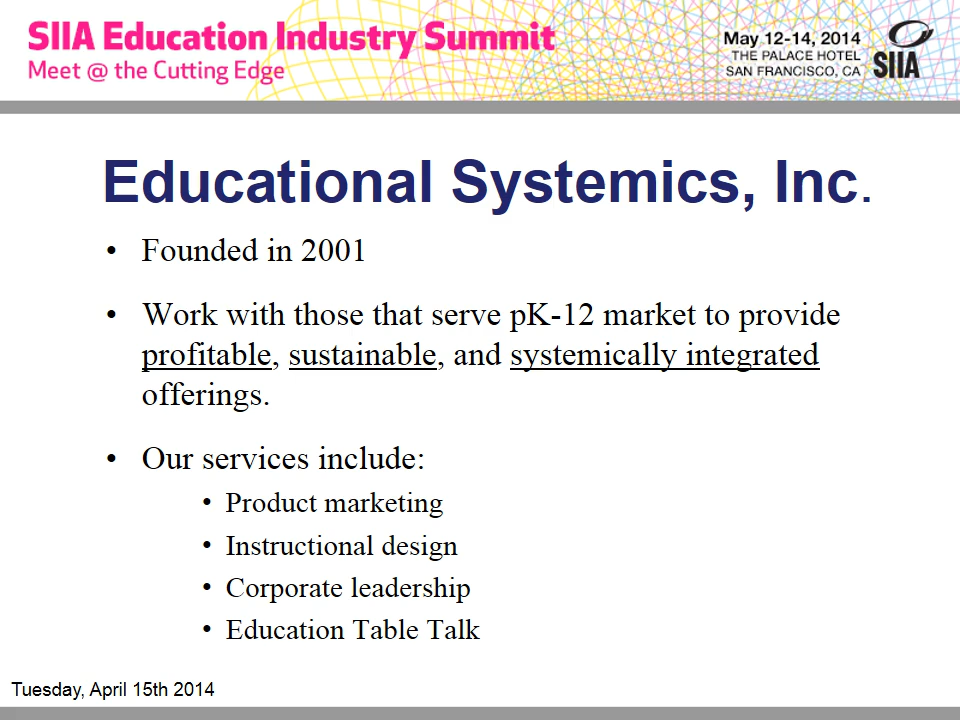 SIIA Education Industry Summit
Meet @ the Cutting Edge
May 12-14, 2014
THE PALACE HOTEL
SAN FRANCISCO, CA
SIIA
Educational Systemics, Inc.
• Founded in 2001
• Work with those that serve pK-12 market to provide
profitable, sustainable, and systemically integrated
offerings.
• Our services include:
• Product marketing
• Instructional design
• Corporate leadership
• Education Table Talk
Tuesday, April 15th 2014